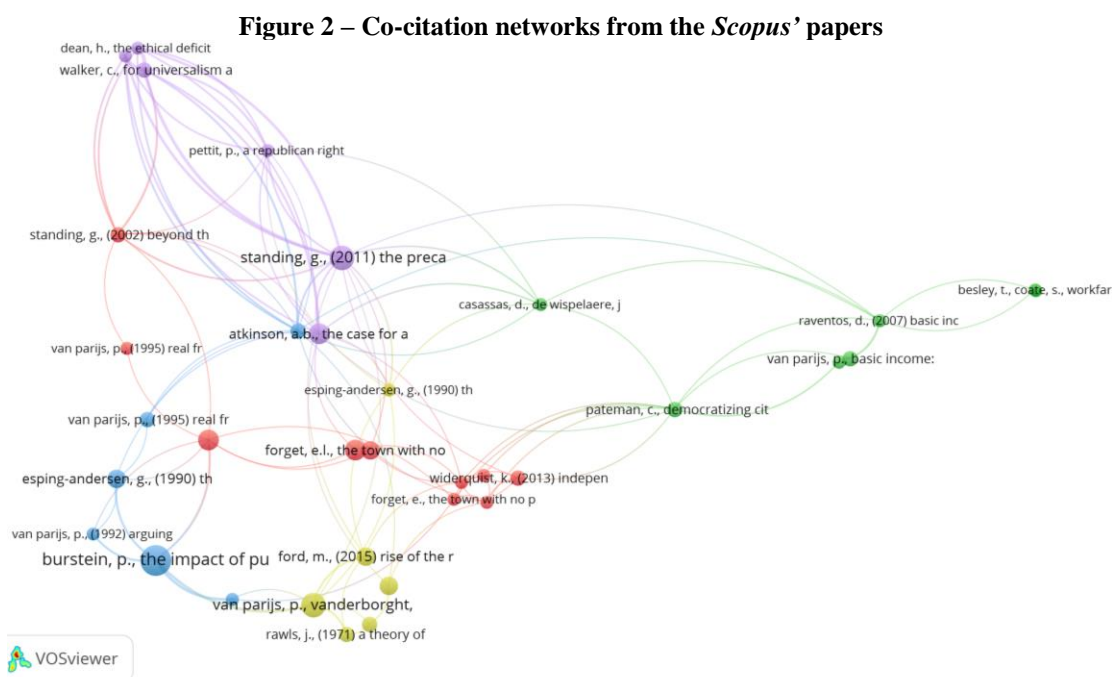 Figure 2 – Co-citation networks from the Scopus’ papers
dean, h., the ethical deficit
walker, c., for universalism a
pettit, p., a republican right
standing, g., (2002) beyond th
standing, g., (2011) the preca
besley, t., coate, s., workfar
casassas, d., de wispelaere, j
raventos, d., (2007) basic inc
atkinson, a.b., the case for a
van parijs, p., (1995) real fr
van parijs, p., basic income:
esping-andersen, g., (1990) th
pateman, c., democratizing cit
van parijs, p., (1995) real fr
forget, e.l., the town with no
esping-andersen, g., (1990) th
widerquist, k., (2013) indepen
forget, e., the town with no p
van parijs, p., (1992) arguing
burstein, p., the impact of pu
ford, m., (2015) rise of the r
van parijs, p., vanderborght,
rawls, j., (1971) a theory of
VOSviewer